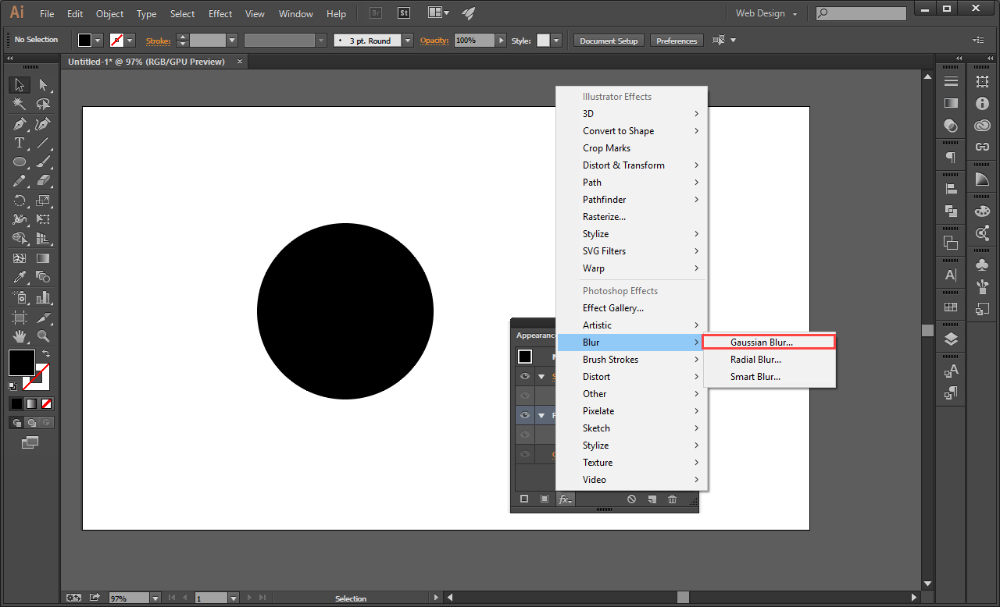 Ai File Edit Object Type Select Effect View Window Help Br St Web Design
No Selection Stroke: 3 pt. Round Opacity: 100% Style: Document Setup Preferences
Untitled-1* @ 97% (RGB/GPU Preview) ×
Illustrator Effects
3D
Convert to Shape
Crop Marks
Distort & Transform
Path
Pathfinder
Rasterize...
Stylize
SVG Filters
Warp
Photoshop Effects
Effect Gallery...
Artistic
Blur
Brush Strokes
Distort
Other
Pixelate
Sketch
Stylize
Texture
Video
Gaussian Blur...
Radial Blur...
Smart Blur...
Appearanc
fx
97% 1 Selection